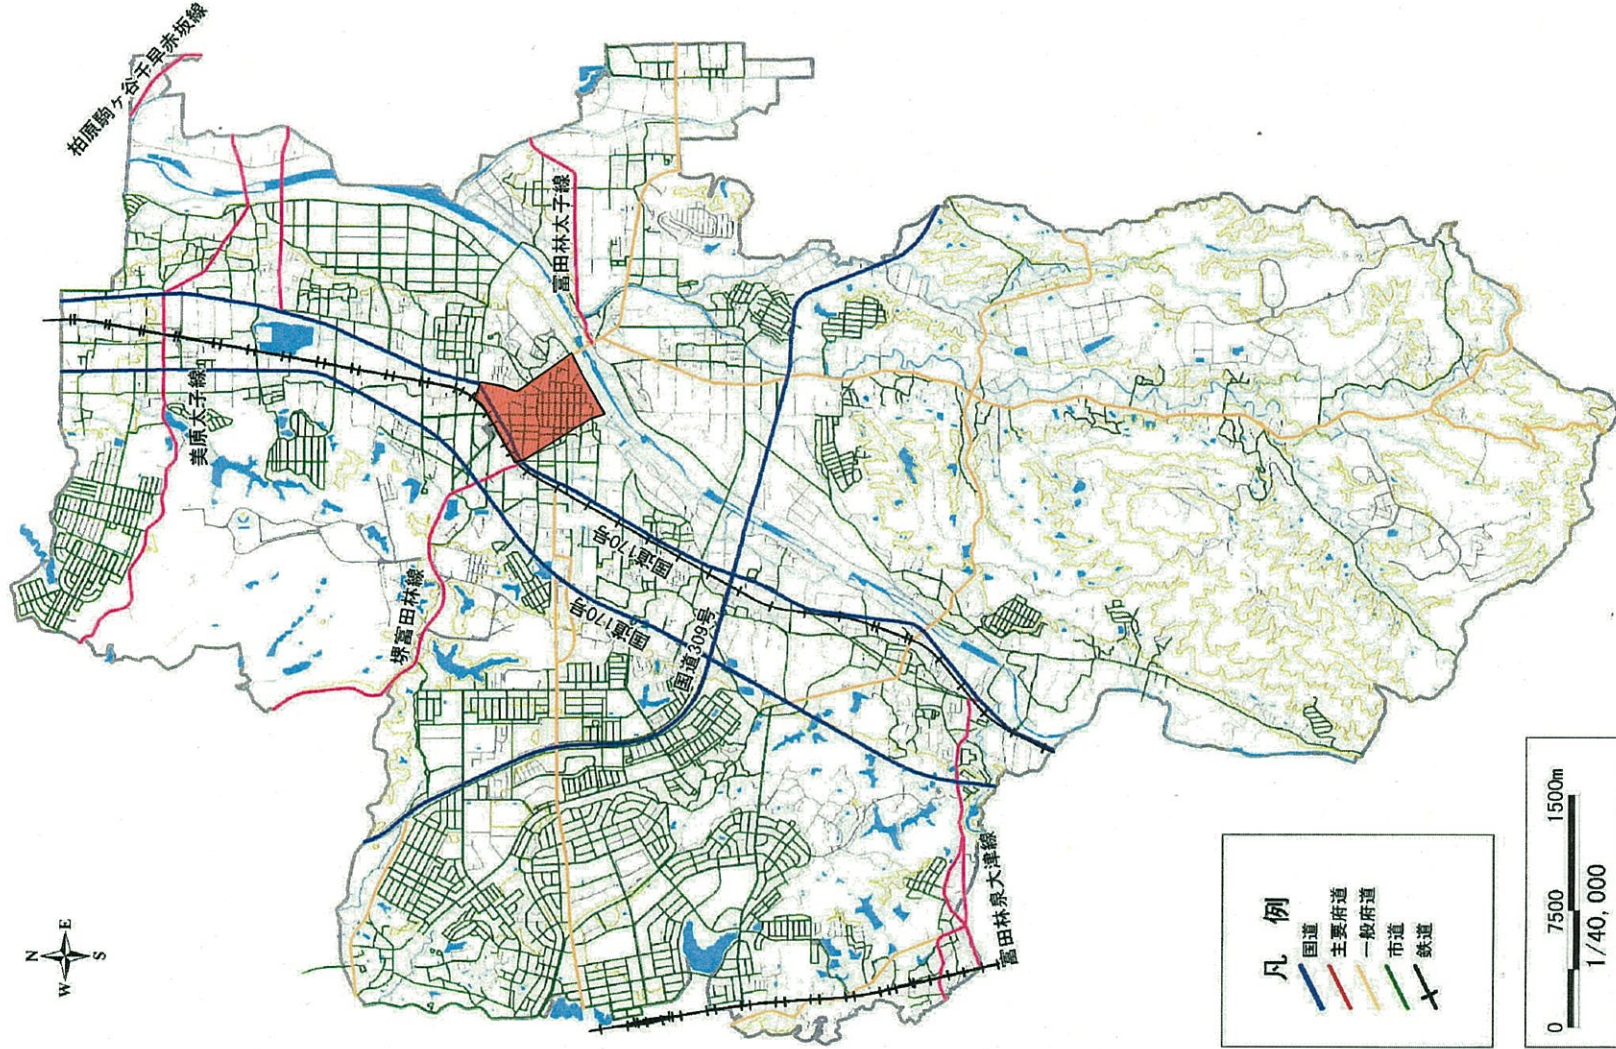 柏原駒ヶ谷千早赤坂線
美原太子線
富田林太子線
堺富田林線
国道170号
国道170号
国道309号
富田林泉大津線
N
W
E
S
凡 例
国道
主要府道
一般府道
市道
鉄道
0 7500 1500m
1/40,000